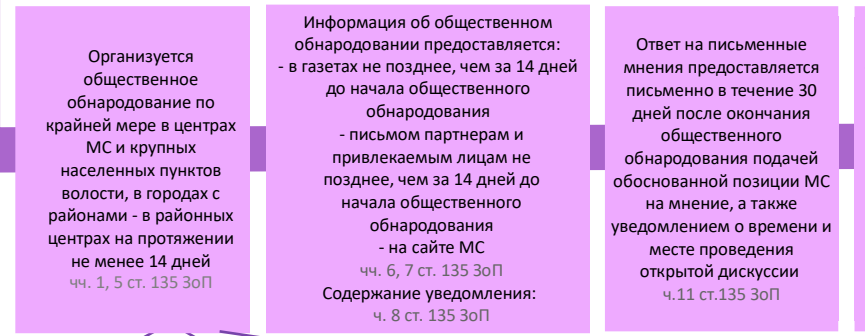 Организуется
общественное
обнародование по
крайней мере в центрах
МС и крупных
населенных пунктов
волости, в городах с
районами - в районных
центрах на протяжении
не менее 14 дней
чч. 1, 5 ст. 135 ЗоП
Информация об общественном
обнародовании предоставляется:
- в газетах не позднее, чем за 14 дней
до начала общественного
обнародования
- письмом партнерам и
привлекаемым лицам не
позднее, чем за 14 дней до
начала общественного
обнародования
- на сайте МС
чч. 6, 7 ст. 135 ЗоП
Содержание уведомления:
ч. 8 ст. 135 ЗоП
Ответ на письменные
мнения предоставляется
письменно в течение 30
дней после окончания
общественного
обнародования подачей
обоснованной позиции МС
на мнение, а также
уведомлением о времени и
месте проведения
открытой дискуссии
ч.11 ст.135 ЗоП